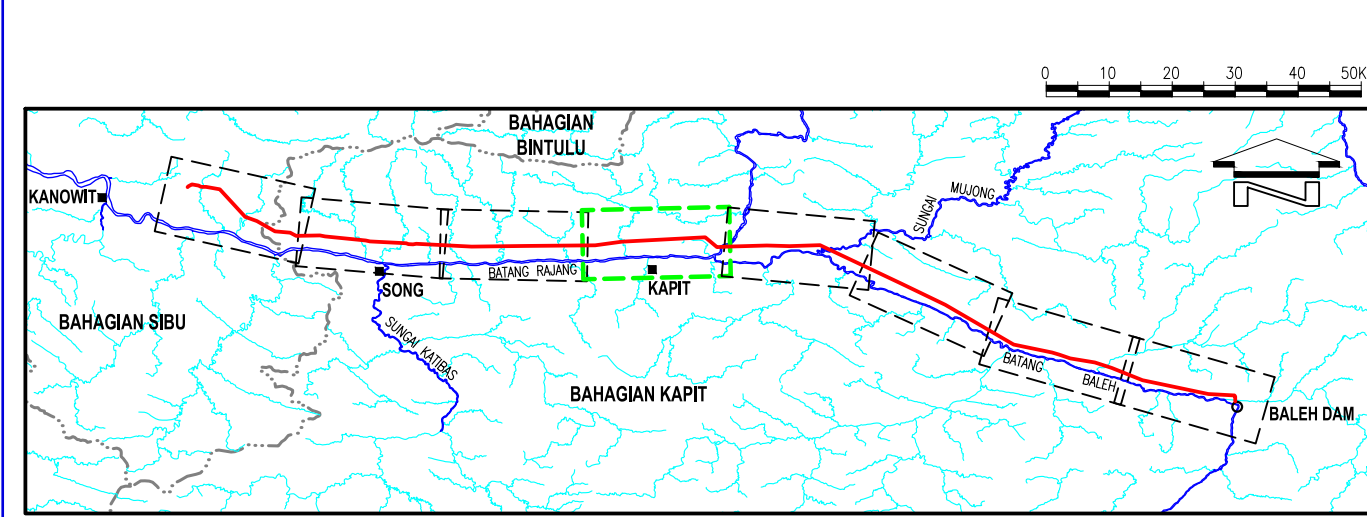 0 10 20 30 40 50K
BAHAGIAN
BINTULU
KANOWIT
SUNGAI MUJONG
BATANG RAJANG
SONG
KAPIT
BAHAGIAN SIBU
SUNGAI KATIBAS
BAHAGIAN KAPIT
BATANG BALEH
BALEH DAM